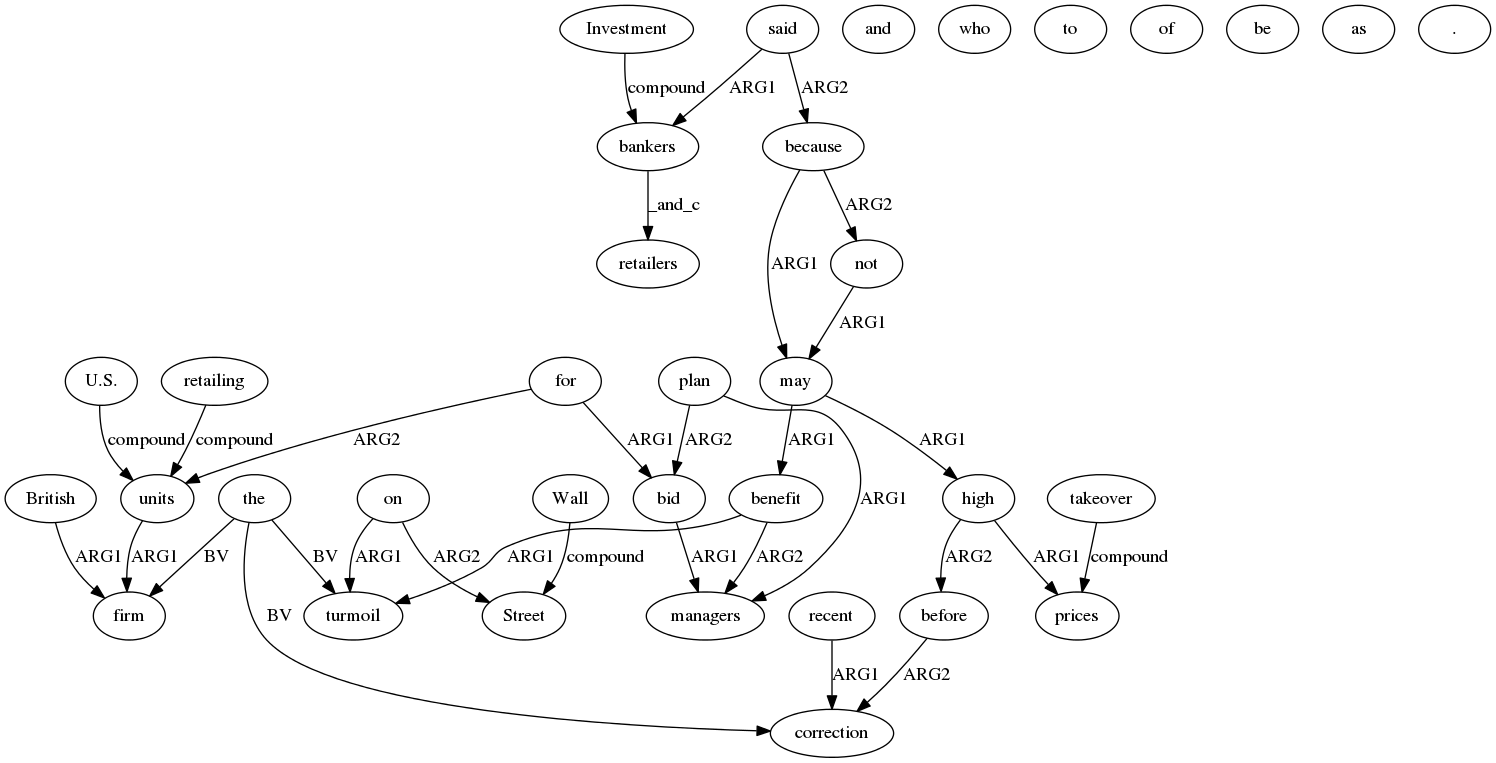 Investment said and who to of be as .
compound ARG1 ARG2
bankers because
_and_c ARG2
retailers ARG1 not
ARG1
U.S. retailing for plan may
compound compound ARG2 ARG1 ARG2 ARG1 ARG1
British units the on Wall bid benefit high takeover
ARG1
ARG1 ARG1 BV BV ARG1 ARG2 ARG1 compound ARG1 ARG2 ARG2 ARG1 compound
firm turmoil Street managers recent before prices
BV
ARG1 ARG2
correction